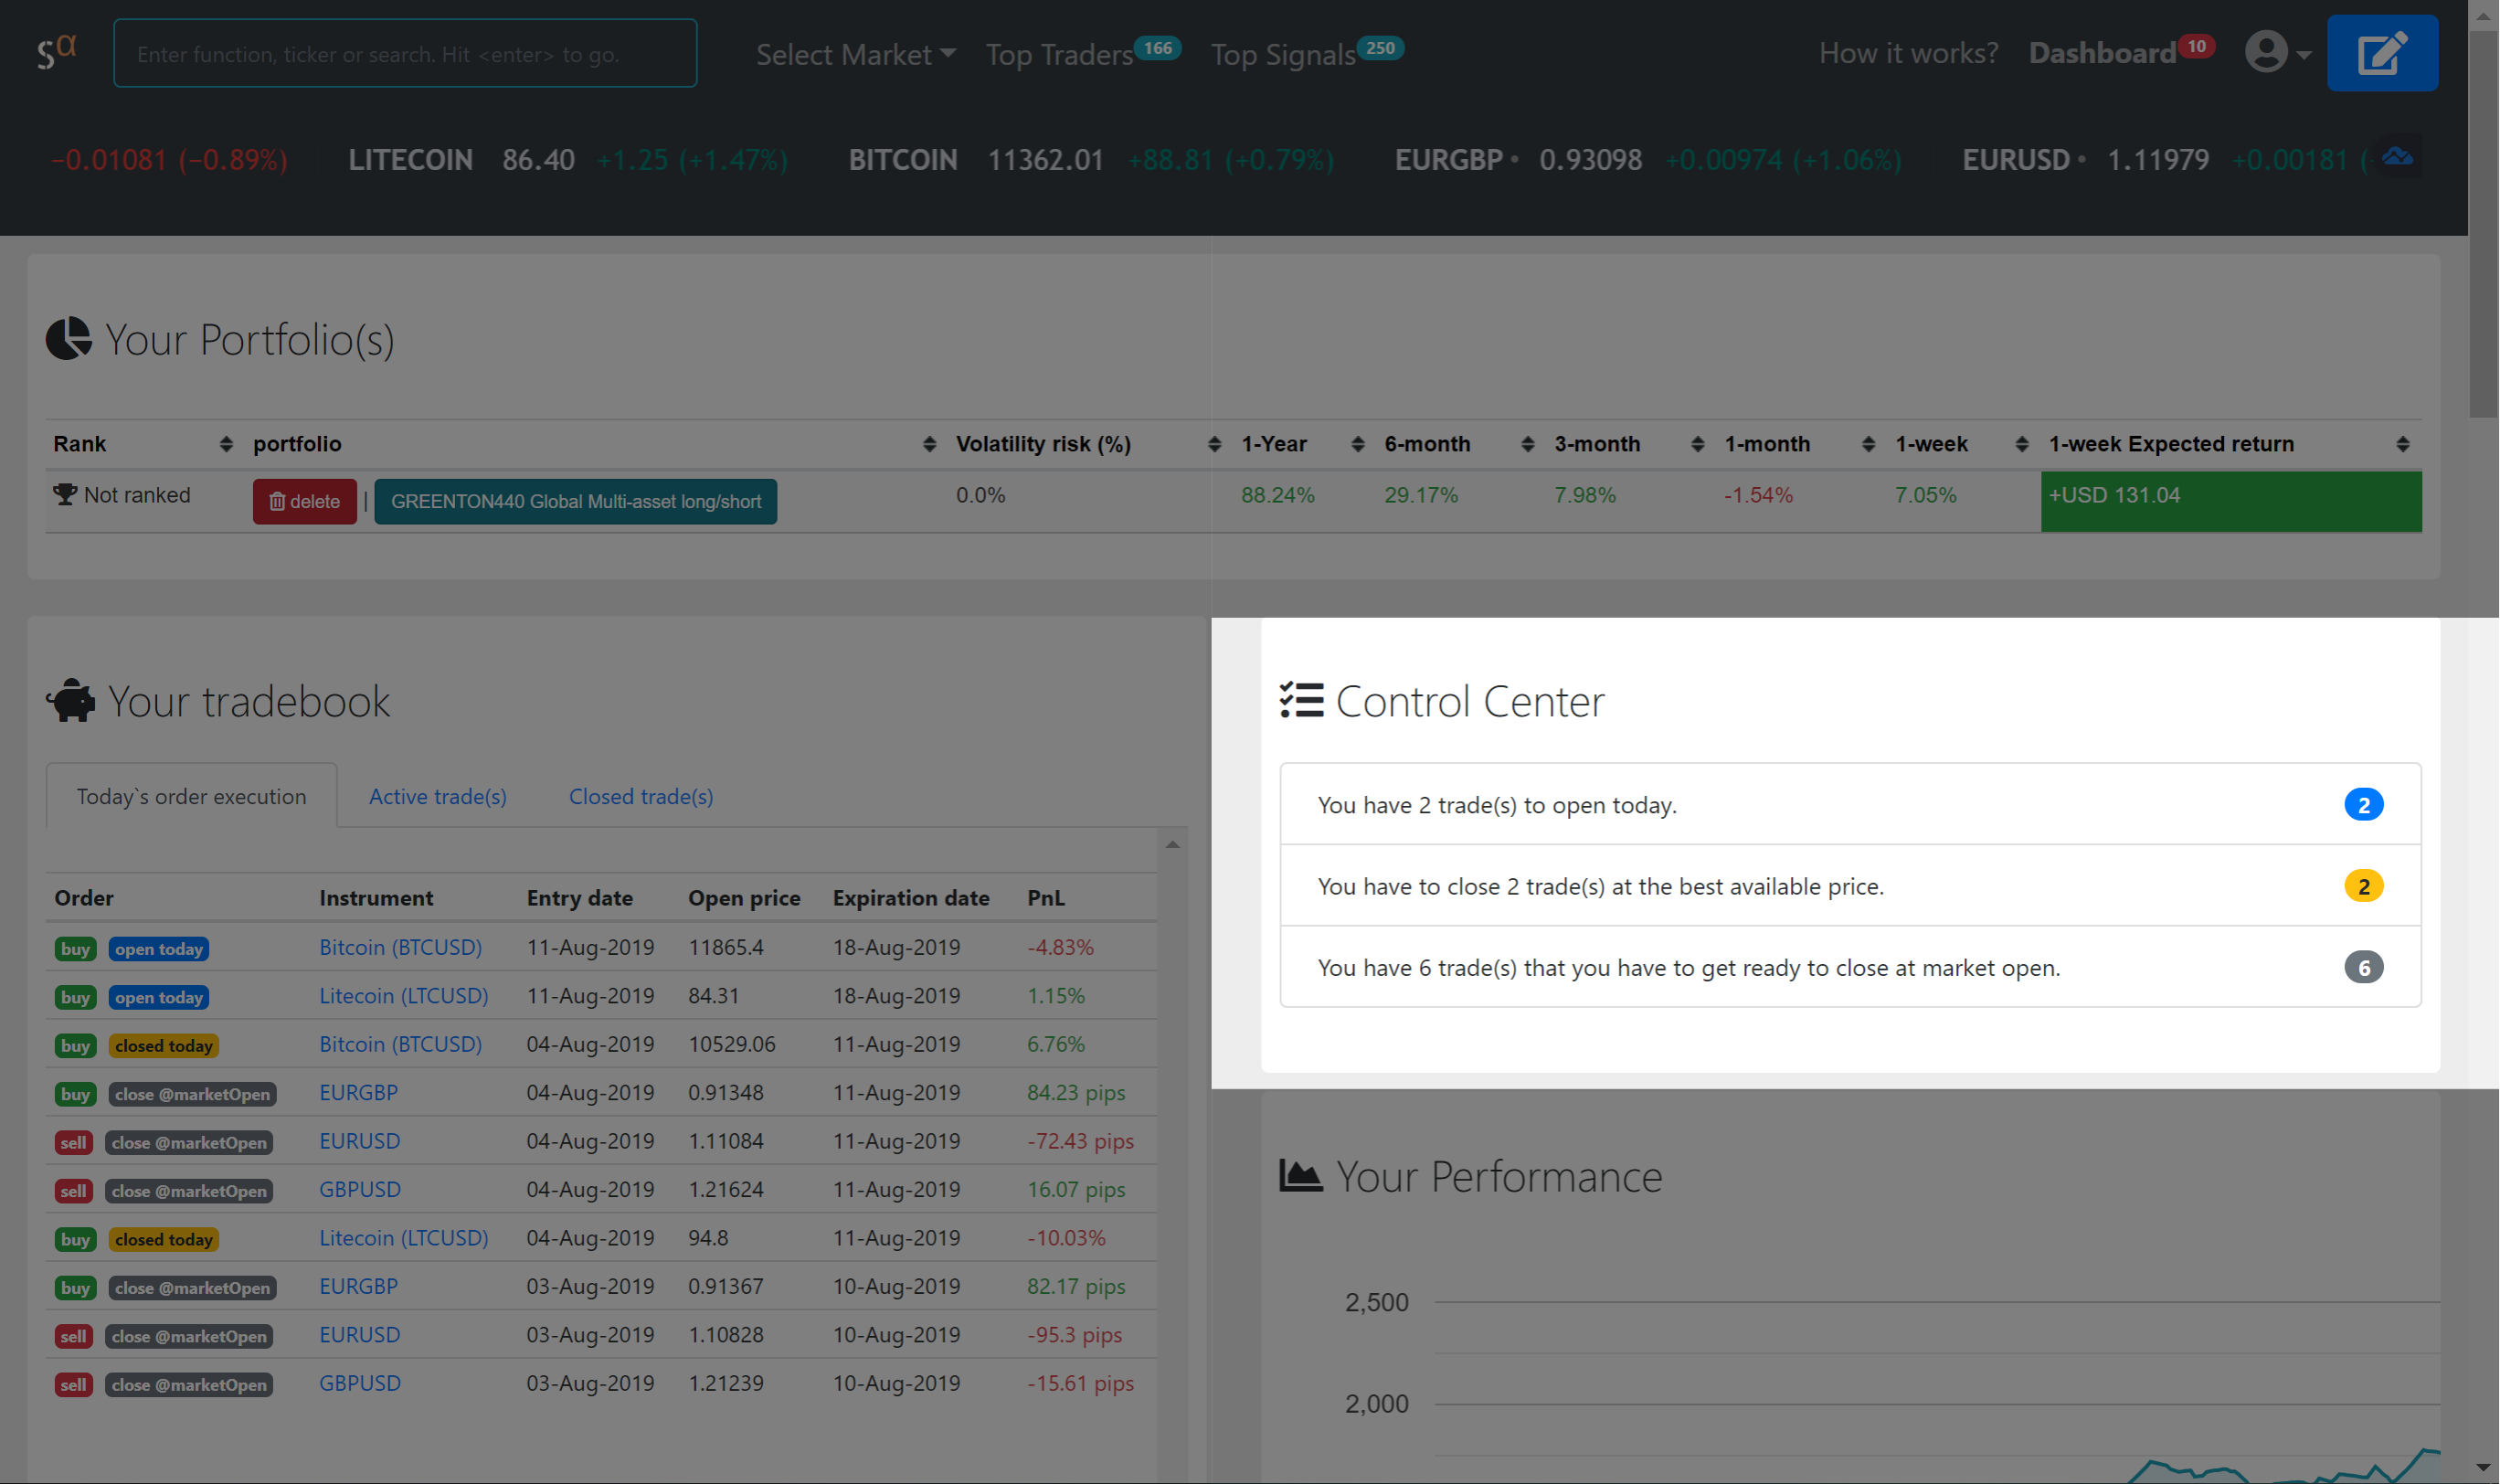 sα
Enter function, ticker or search. Hit <enter> to go.
Select Market
Top Traders 166
Top Signals 250
How it works?
Dashboard 10
−0.01081 (−0.89%) LITECOIN 86.40 +1.25 (+1.47%) BITCOIN 11362.01 +88.81 (+0.79%) EURGBP • 0.93098 +0.00974 (+1.06%) EURUSD • 1.11979 +0.00181 (
Your Portfolio(s)
Rank portfolio Volatility risk (%) 1-Year 6-month 3-month 1-month 1-week 1-week Expected return
Not ranked delete | GREENTON440 Global Multi-asset long/short 0.0% 88.24% 29.17% 7.98% -1.54% 7.05% +USD 131.04
Your tradebook
Today`s order execution Active trade(s) Closed trade(s)
Order Instrument Entry date Open price Expiration date PnL
buy open today Bitcoin (BTCUSD) 11-Aug-2019 11865.4 18-Aug-2019 -4.83%
buy open today Litecoin (LTCUSD) 11-Aug-2019 84.31 18-Aug-2019 1.15%
buy closed today Bitcoin (BTCUSD) 04-Aug-2019 10529.06 11-Aug-2019 6.76%
buy close @marketOpen EURGBP 04-Aug-2019 0.91348 11-Aug-2019 84.23 pips
sell close @marketOpen EURUSD 04-Aug-2019 1.11084 11-Aug-2019 -72.43 pips
sell close @marketOpen GBPUSD 04-Aug-2019 1.21624 11-Aug-2019 16.07 pips
buy closed today Litecoin (LTCUSD) 04-Aug-2019 94.8 11-Aug-2019 -10.03%
buy close @marketOpen EURGBP 03-Aug-2019 0.91367 10-Aug-2019 82.17 pips
sell close @marketOpen EURUSD 03-Aug-2019 1.10828 10-Aug-2019 -95.3 pips
sell close @marketOpen GBPUSD 03-Aug-2019 1.21239 10-Aug-2019 -15.61 pips
Control Center
You have 2 trade(s) to open today. 2
You have to close 2 trade(s) at the best available price. 2
You have 6 trade(s) that you have to get ready to close at market open. 6
Your Performance
2,500
2,000